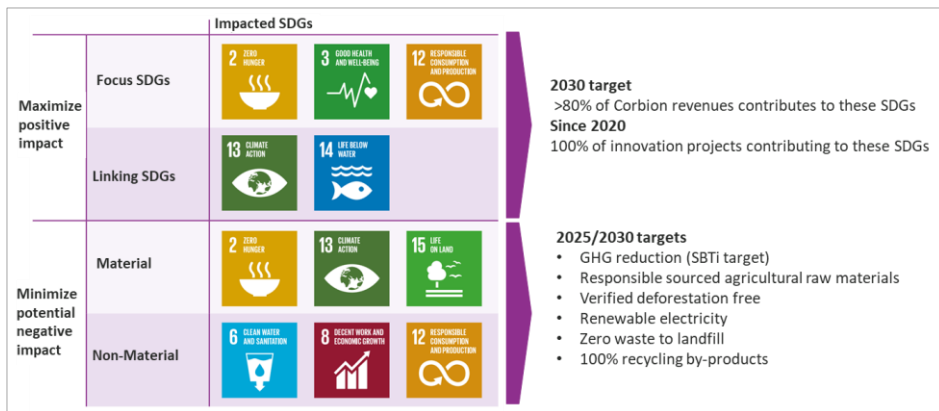 Impacted SDGs
Maximize
positive
impact
Focus SDGs
2 ZERO
HUNGER
3 GOOD HEALTH
AND WELL-BEING
12 RESPONSIBLE
CONSUMPTION
AND PRODUCTION
Linking SDGs
13 CLIMATE
ACTION
14 LIFE BELOW
WATER
2030 target
>80% of Corbion revenues contributes to these SDGs
Since 2020
100% of innovation projects contributing to these SDGs
Minimize
potential
negative
impact
Material
2 ZERO
HUNGER
13 CLIMATE
ACTION
15 LIFE
ON LAND
Non-Material
6 CLEAN WATER
AND SANITATION
8 DECENT WORK AND
ECONOMIC GROWTH
12 RESPONSIBLE
CONSUMPTION
AND PRODUCTION
2025/2030 targets
• GHG reduction (SBTi target)
• Responsible sourced agricultural raw materials
• Verified deforestation free
• Renewable electricity
• Zero waste to landfill
• 100% recycling by-products